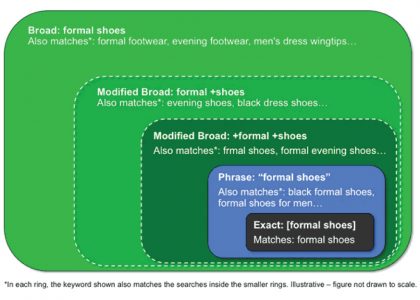 Broad: formal shoes
Also matches*: formal footwear, evening footwear, men's dress wingtips…
Modified Broad: formal +shoes
Also matches*: evening shoes, black dress shoes…
Modified Broad: +formal +shoes
Also matches*: frmal shoes, formal evening shoes…
Phrase: “formal shoes”
Also matches*: black formal shoes,
formal shoes for men…
Exact: [formal shoes]
Matches: formal shoes
*In each ring, the keyword shown also matches the searches inside the smaller rings. Illustrative – figure not drawn to scale